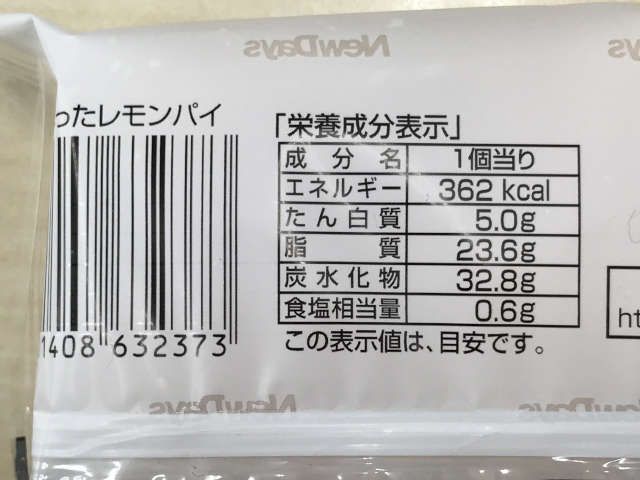 NewDays
ったレモンパイ
「栄養成分表示」
成分名 1個当り
エネルギー 362 kcal
たん白質 5.0g
脂質 23.6g
炭水化物 32.8g
食塩相当量 0.6g
この表示値は、目安です。
1408 632373
ht
NewDays
NewDays